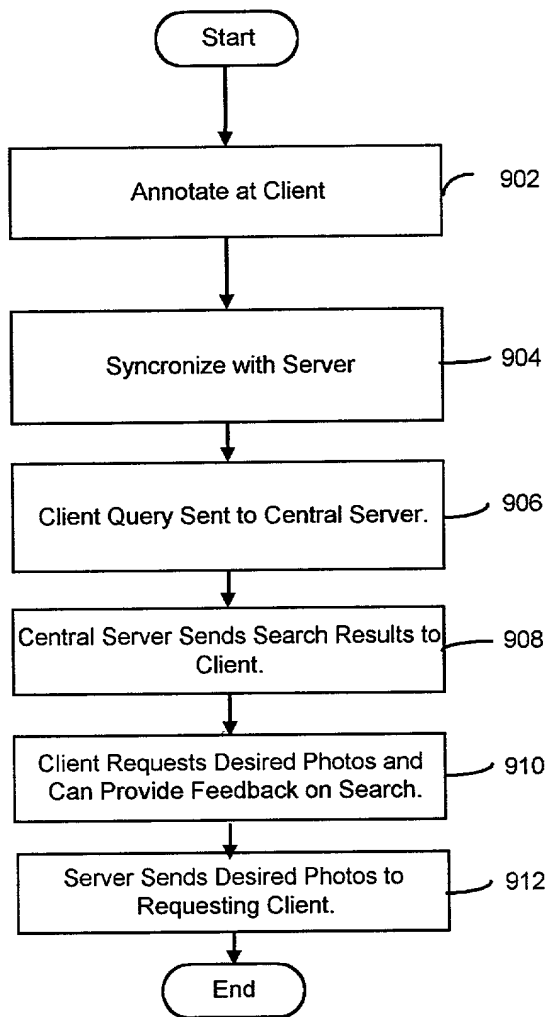 Start
Annotate at Client
902
Syncronize with Server
904
Client Query Sent to Central Server.
906
Central Server Sends Search Results to
Client.
908
Client Requests Desired Photos and
Can Provide Feedback on Search.
910
Server Sends Desired Photos to
Requesting Client.
912
End